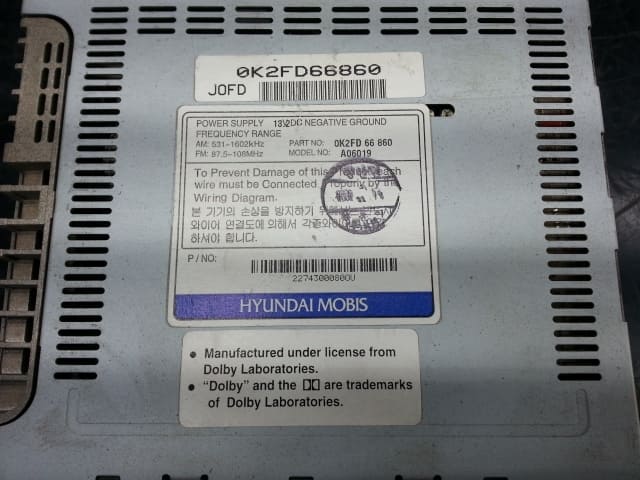 0K2FD66860
JOFD
POWER SUPPLY 13.2DC NEGATIVE GROUND
FREQUENCY RANGE
AM: 531~1602kHz PART NO: 0K2FD 66 860
FM: 87.5~108MHz MODEL NO: A06019
To Prevent Damage of this each
wire must be Connected by the
Wiring Diagram.
본 기기의 손상을 방지하기
와이어 연결도에 의해서
하셔야 합니다.
P / NO:
HYUNDAI MOBIS
• Manufactured under license from
Dolby Laboratories.
• “Dolby” and the are trademarks
of Dolby Laboratories.